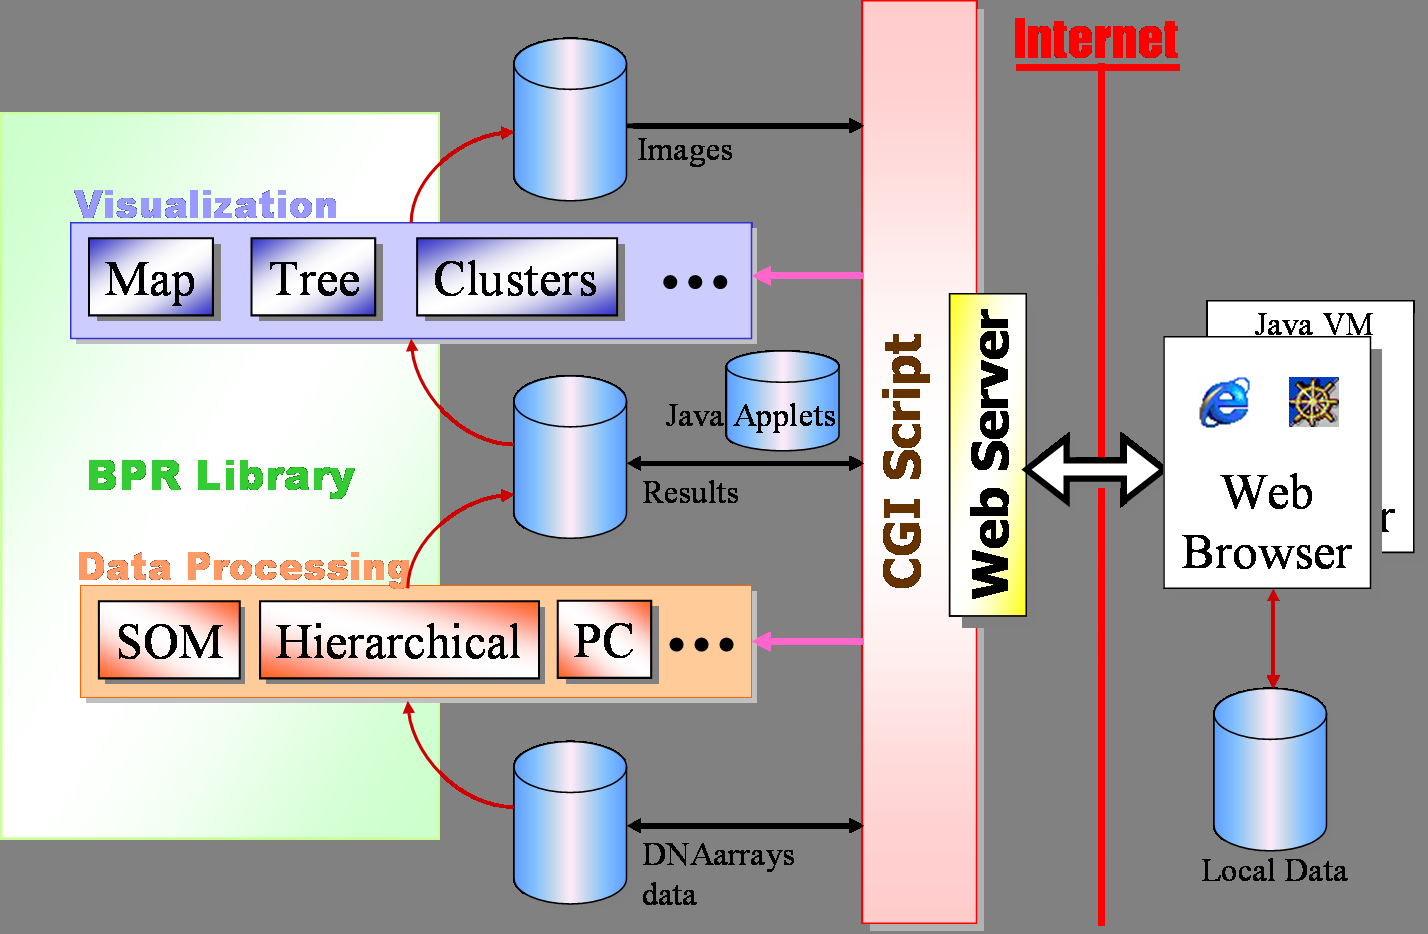 Internet
Images
Visualization
Map
Tree
Clusters
•••
Java VM
Java Applets
CGI Script
Web Server
BPR Library
Results
Web
Browser
r
Data Processing
SOM
Hierarchical
PC
•••
DNAarrays
data
Local Data